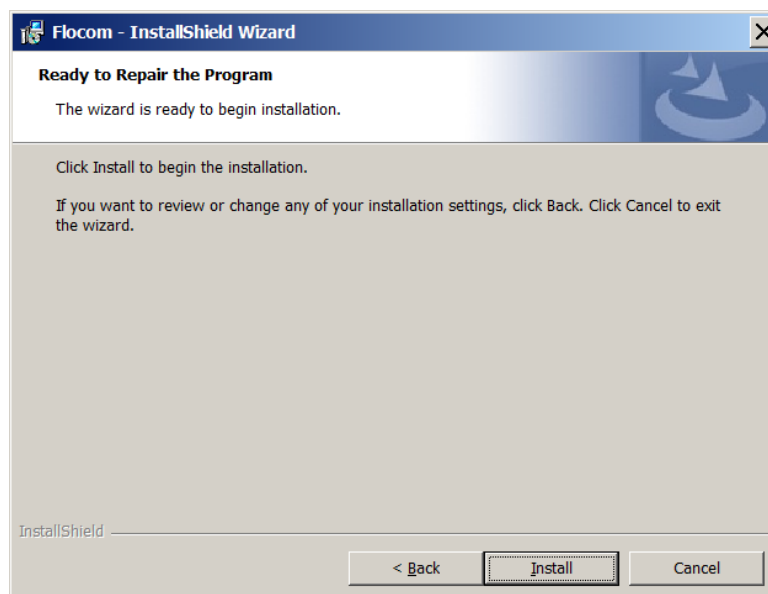 Flocom - InstallShield Wizard
Ready to Repair the Program
The wizard is ready to begin installation.
Click Install to begin the installation.
If you want to review or change any of your installation settings, click Back. Click Cancel to exit
the wizard.
InstallShield
< Back Install Cancel